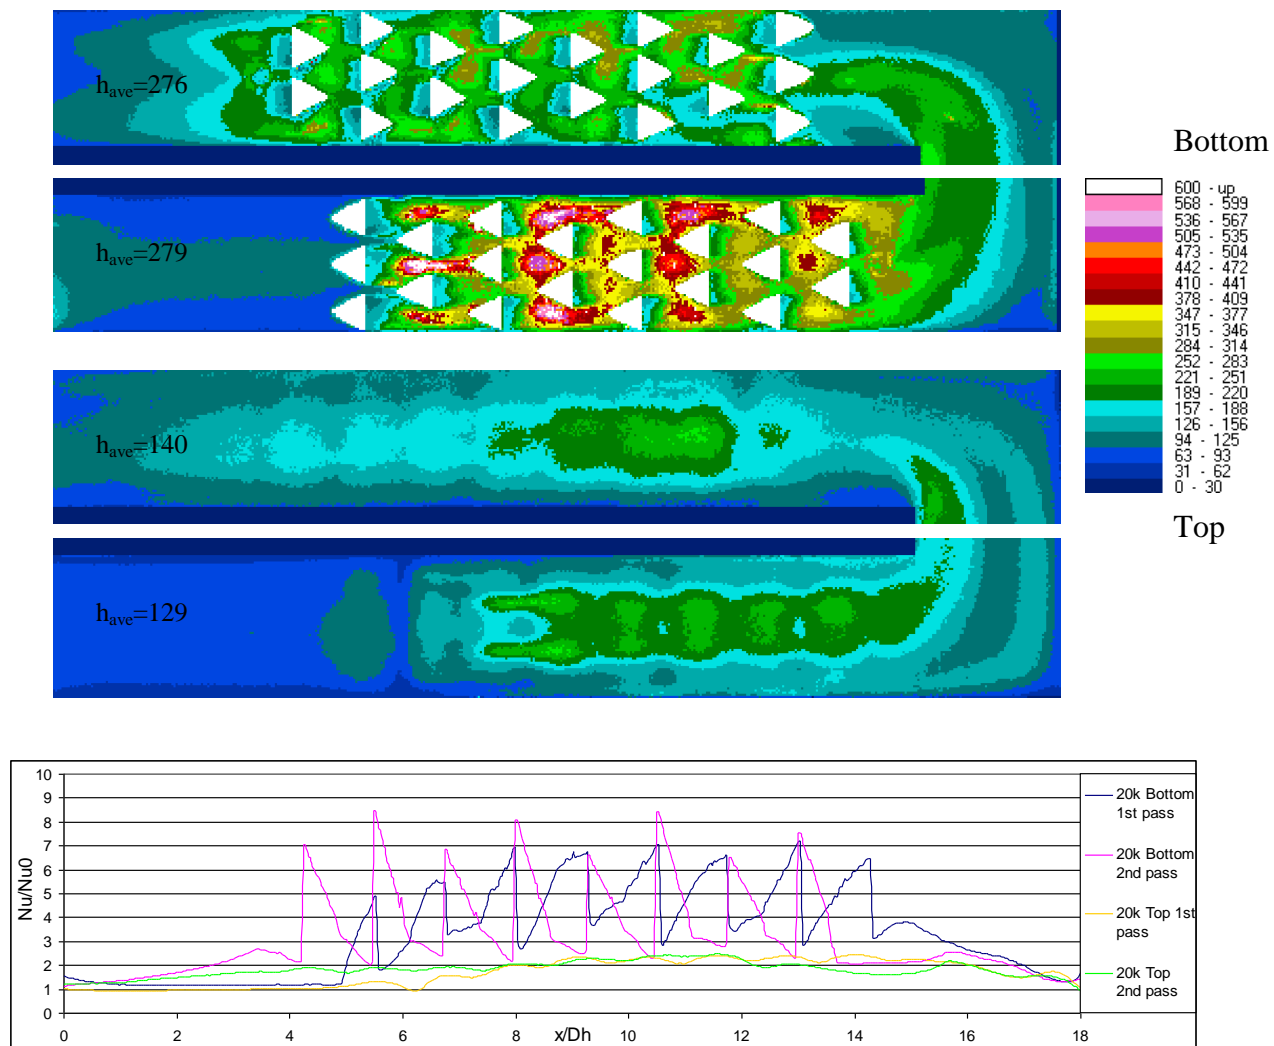 h_ave=276
h_ave=279
h_ave=140
h_ave=129
Bottom
600 - up
568 - 599
536 - 567
505 - 535
473 - 504
442 - 472
410 - 441
378 - 409
347 - 377
315 - 346
284 - 314
252 - 283
221 - 251
189 - 220
157 - 188
126 - 156
94 - 125
63 - 93
31 - 62
0 - 30
Top
Nu/Nu0
10
9
8
7
6
5
4
3
2
1
0
0 2 4 6 8 10 12 14 16 18
x/Dh
20k Bottom
1st pass
20k Bottom
2nd pass
20k Top 1st
pass
20k Top
2nd pass